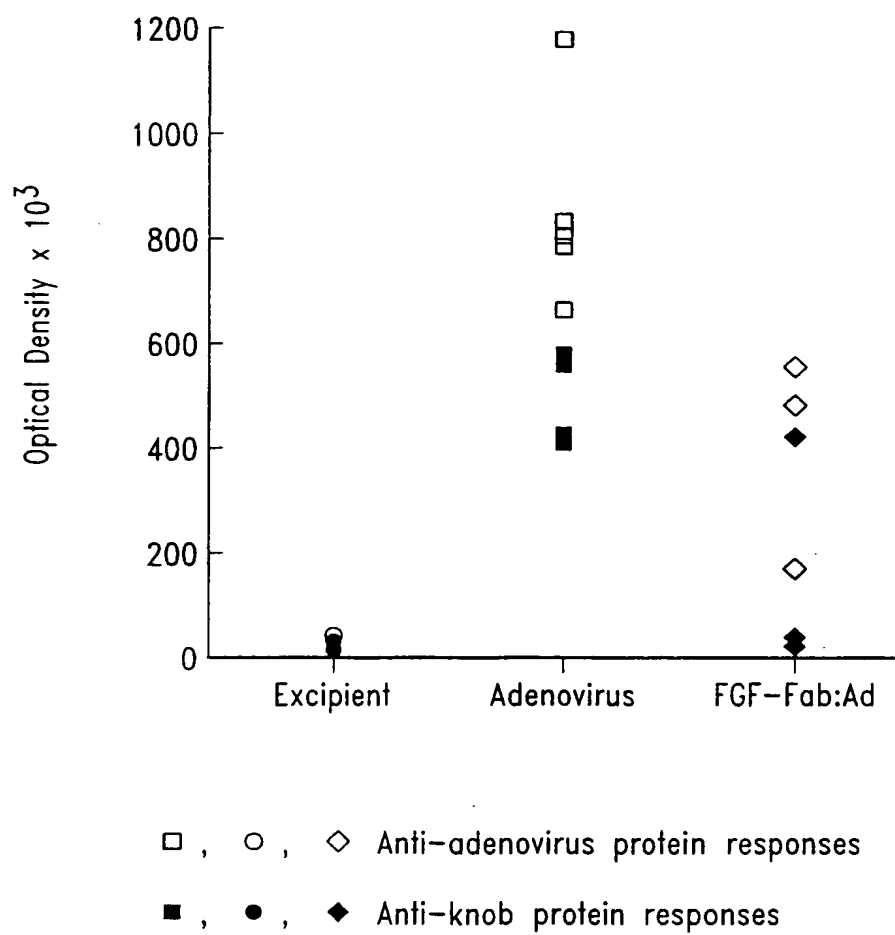 1200
1000
800
600
400
200
0
Optical Density x 10³
Excipient Adenovirus FGF-Fab:Ad
□ , ○ , ◇ Anti-adenovirus protein responses
■ , ● , ◆ Anti-knob protein responses